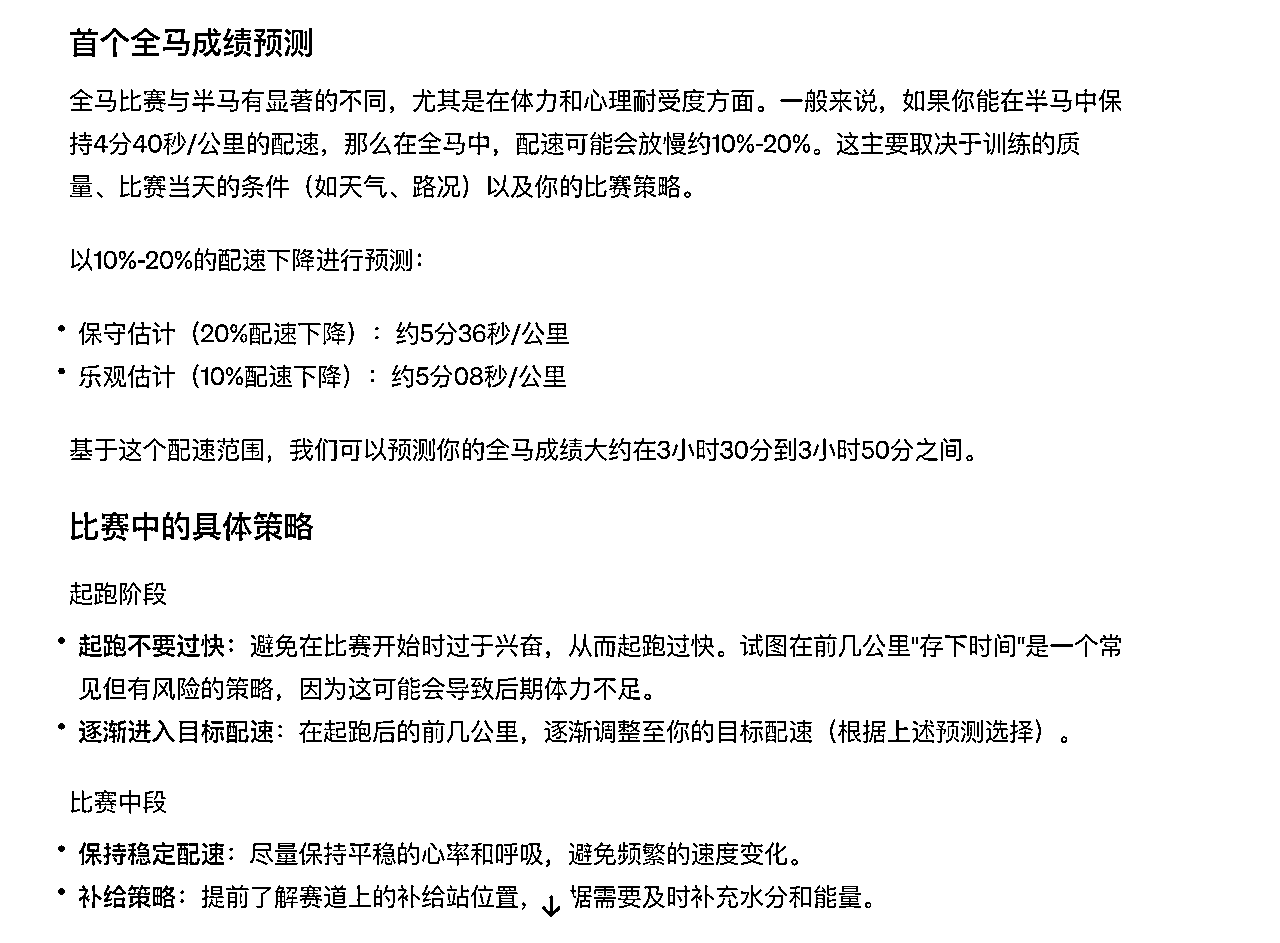 首个全马成绩预测
全马比赛与半马有显著的不同，尤其是在体力和心理耐受度方面。一般来说，如果你能在半马中保
持4分40秒/公里的配速，那么在全马中，配速可能会放慢约10%-20%。这主要取决于训练的质
量、比赛当天的条件（如天气、路况）以及你的比赛策略。
以10%-20%的配速下降进行预测：
• 保守估计（20%配速下降）：约5分36秒/公里
• 乐观估计（10%配速下降）：约5分08秒/公里
基于这个配速范围，我们可以预测你的全马成绩大约在3小时30分到3小时50分之间。
比赛中的具体策略
起跑阶段
• 起跑不要过快：避免在比赛开始时过于兴奋，从而起跑过快。试图在前几公里"存下时间"是一个常
见但有风险的策略，因为这可能会导致后期体力不足。
• 逐渐进入目标配速：在起跑后的前几公里，逐渐调整至你的目标配速（根据上述预测选择）。
比赛中段
• 保持稳定配速：尽量保持平稳的心率和呼吸，避免频繁的速度变化。
• 补给策略：提前了解赛道上的补给站位置，据需要及时补充水分和能量。